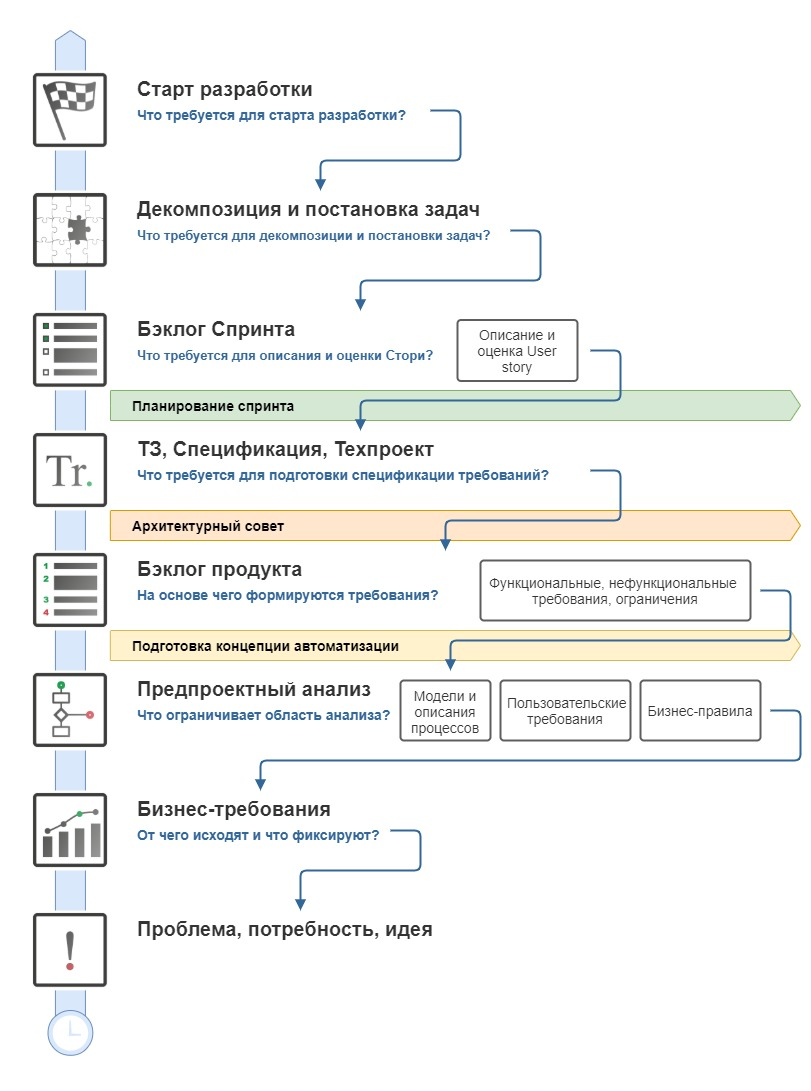 Старт разработки
Что требуется для старта разработки?
Декомпозиция и постановка задач
Что требуется для декомпозиции и постановки задач?
Бэклог Спринта
Что требуется для описания и оценки Стори?
Описание и
оценка User
story
Планирование спринта
Tr.
ТЗ, Спецификация, Техпроект
Что требуется для подготовки спецификации требований?
Архитектурный совет
1
2
3
4
Бэклог продукта
На основе чего формируются требования?
Функциональные, нефункциональные
требования, ограничения
Подготовка концепции автоматизации
Предпроектный анализ
Что ограничивает область анализа?
Модели и
описания
процессов
Пользовательские
требования
Бизнес-правила
Бизнес-требования
От чего исходят и что фиксируют?
!
Проблема, потребность, идея